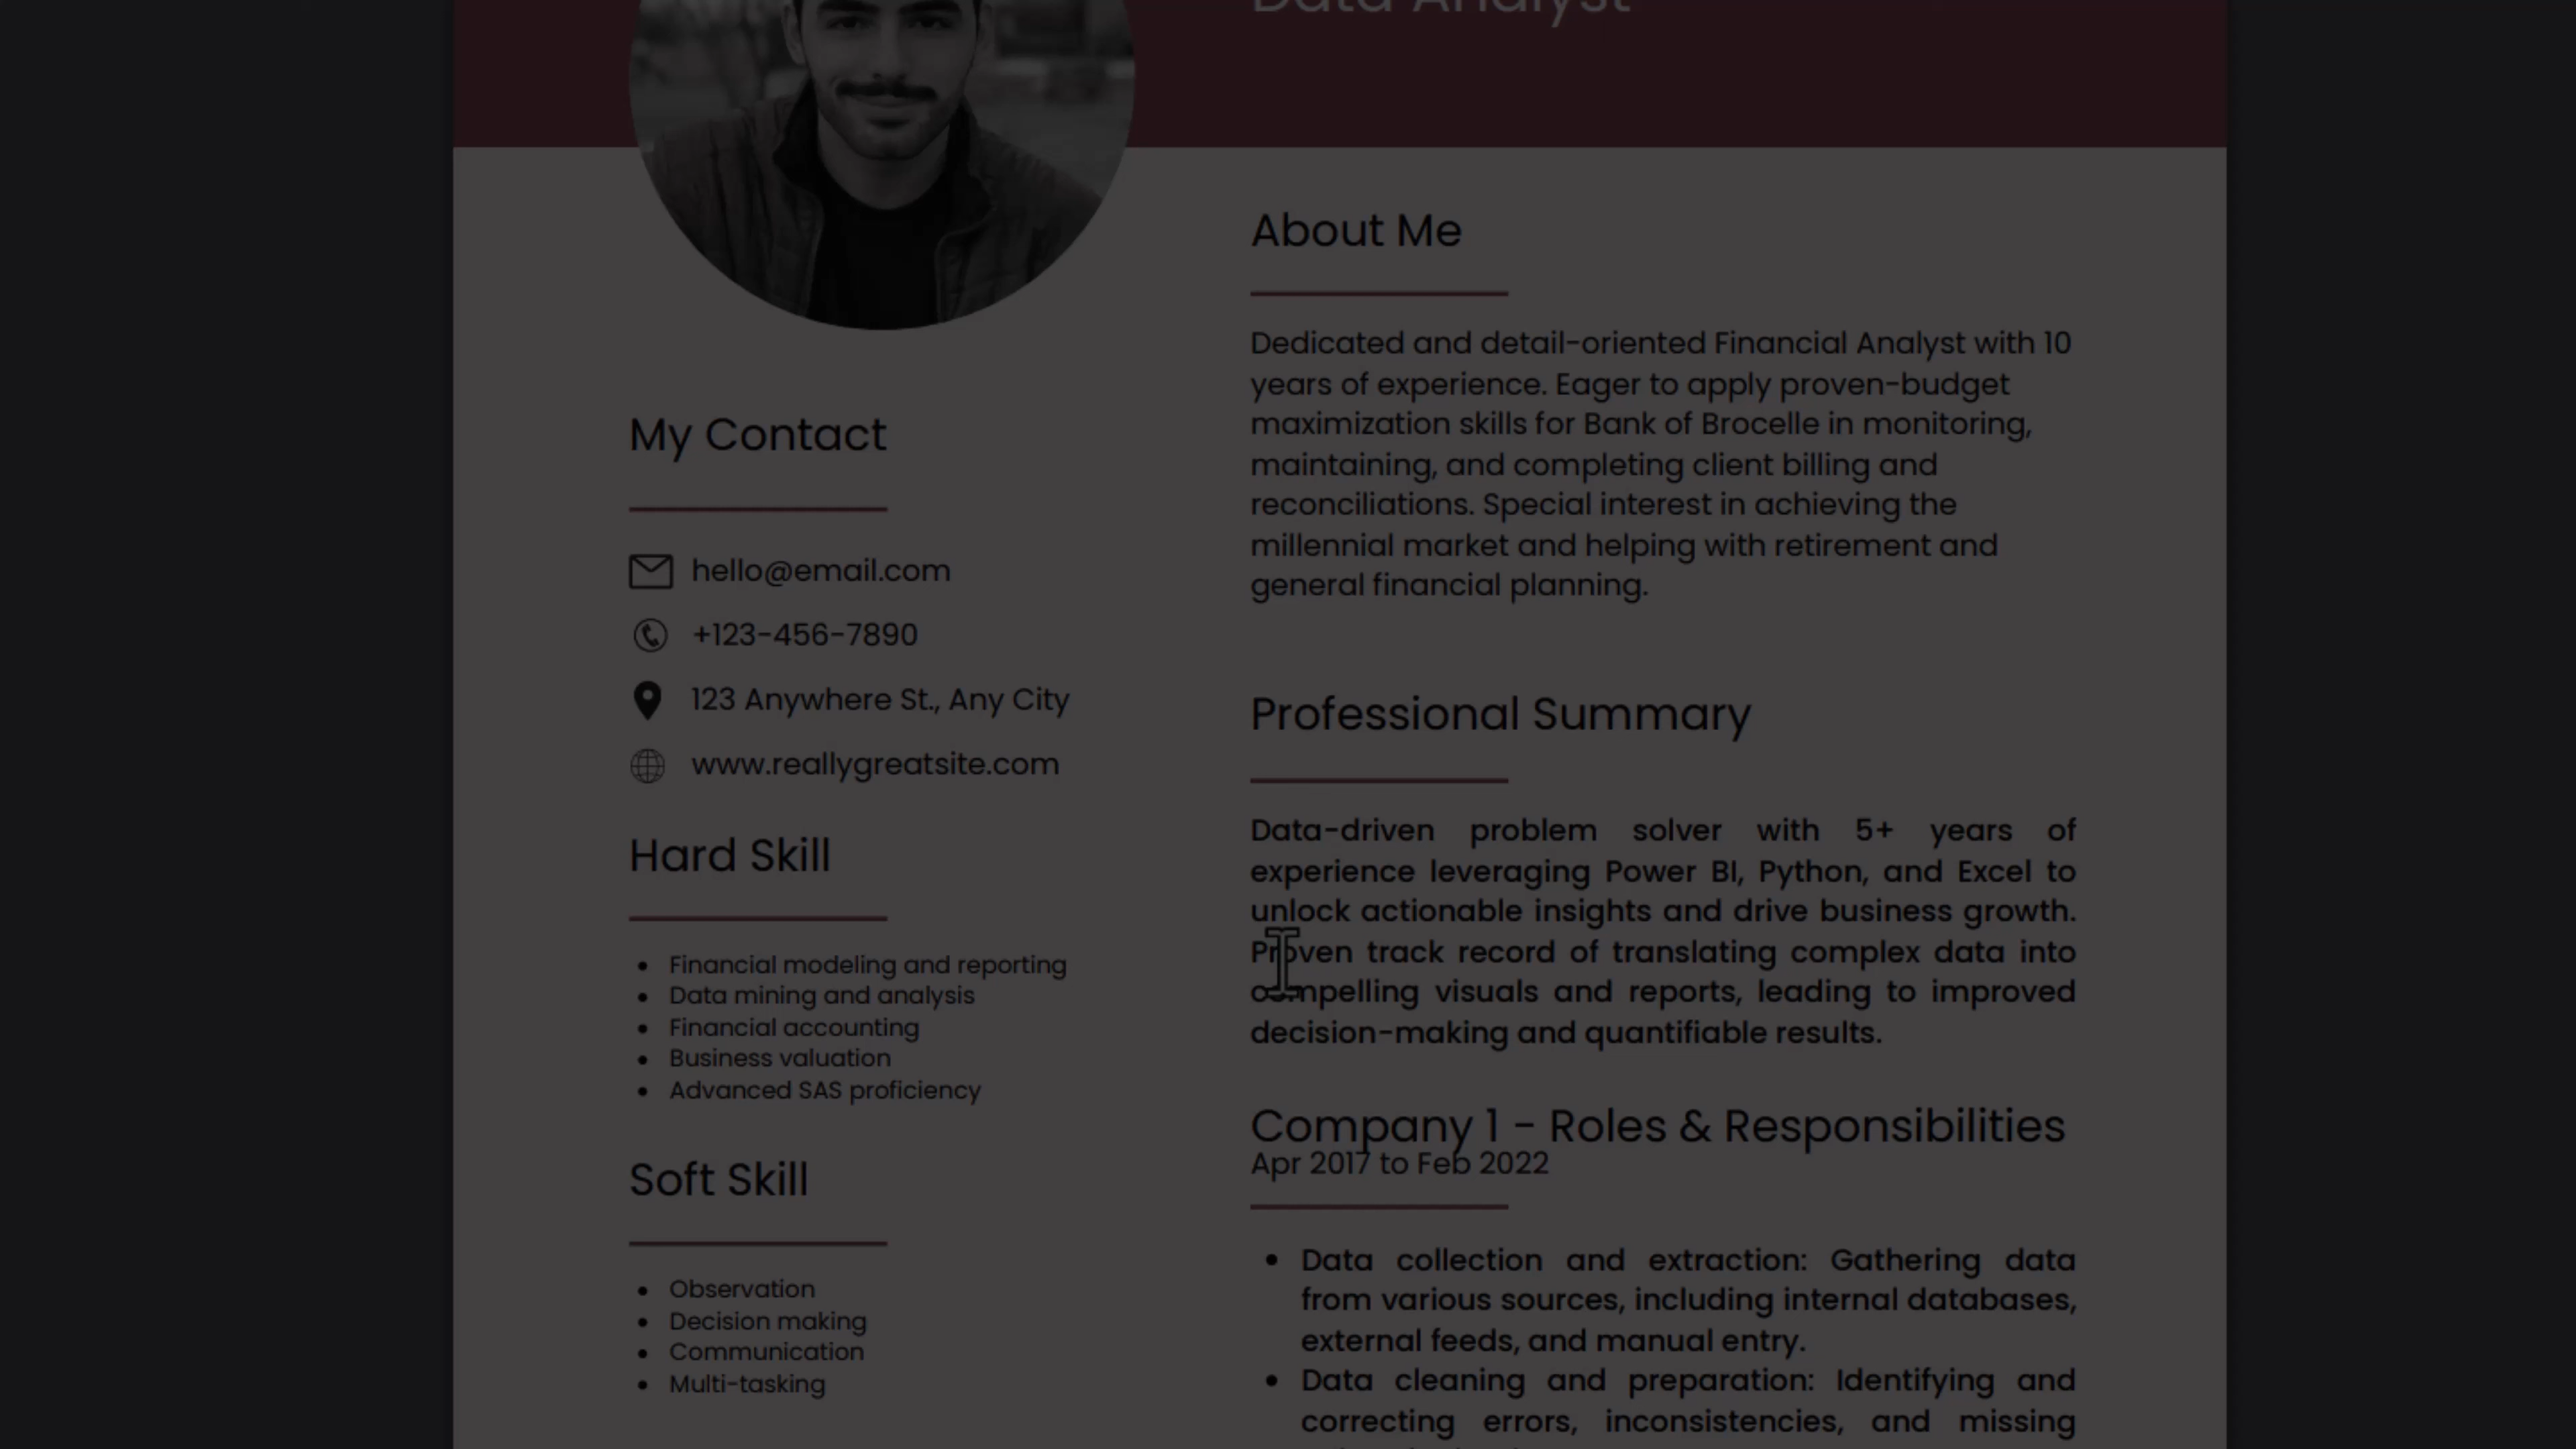 Data Analyst
My Contact
hello@email.com
+123-456-7890
123 Anywhere St., Any City
www.reallygreatsite.com
Hard Skill
• Financial modeling and reporting
• Data mining and analysis
• Financial accounting
• Business valuation
• Advanced SAS proficiency
Soft Skill
• Observation
• Decision making
• Communication
• Multi-tasking
About Me
Dedicated and detail-oriented Financial Analyst with 10
years of experience. Eager to apply proven-budget
maximization skills for Bank of Brocelle in monitoring,
maintaining, and completing client billing and
reconciliations. Special interest in achieving the
millennial market and helping with retirement and
general financial planning.
Professional Summary
Data-driven problem solver with 5+ years of
experience leveraging Power BI, Python, and Excel to
unlock actionable insights and drive business growth.
Proven track record of translating complex data into
compelling visuals and reports, leading to improved
decision-making and quantifiable results.
Company 1 - Roles & Responsibilities
Apr 2017 to Feb 2022
• Data collection and extraction: Gathering data
from various sources, including internal databases,
external feeds, and manual entry.
• Data cleaning and preparation: Identifying and
correcting errors, inconsistencies, and missing